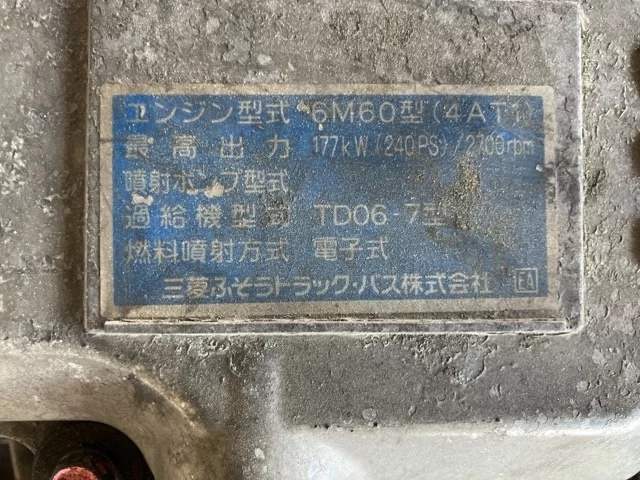 エンジン型式 6M60型(4AT1)
最高出力 177kW(240PS)/2700rpm
噴射ポンプ型式
過給機型式 TD06-7型
燃料噴射方式 電子式
三菱ふそうトラック・バス株式会社 EA